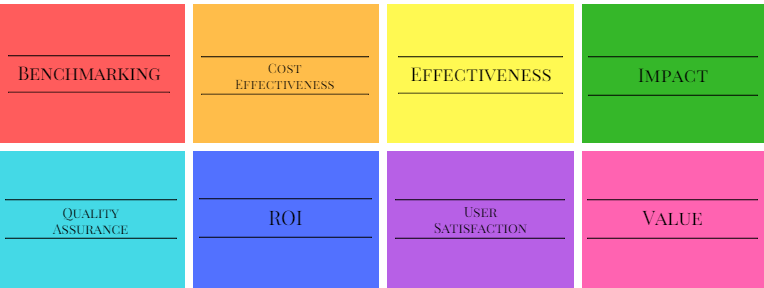 Benchmarking
Cost
Effectiveness
Effectiveness
Impact
Quality
Assurance
ROI
User
Satisfaction
Value